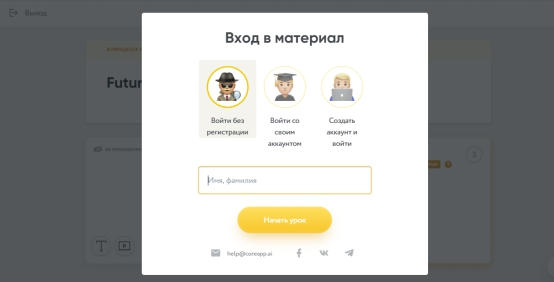 Выход
Вход в материал
Futur
Войти без
регистрации
Войти со
своим
аккаунтом
Создать
аккаунт и
войти
3
Имя, фамилия
Начать урок
help@coreapp.ai